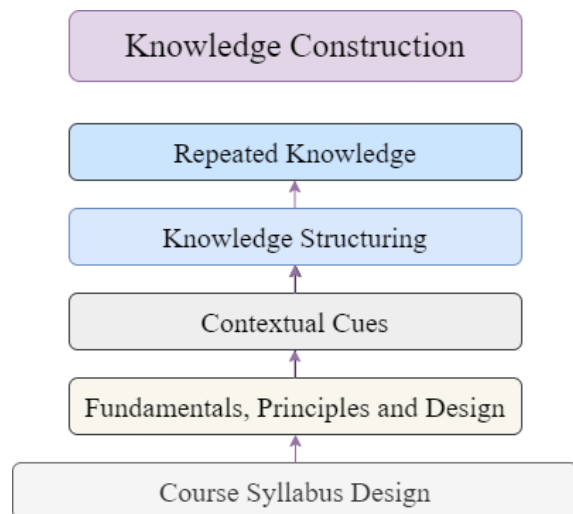 Knowledge Construction
Repeated Knowledge
Knowledge Structuring
Contextual Cues
Fundamentals, Principles and Design
Course Syllabus Design